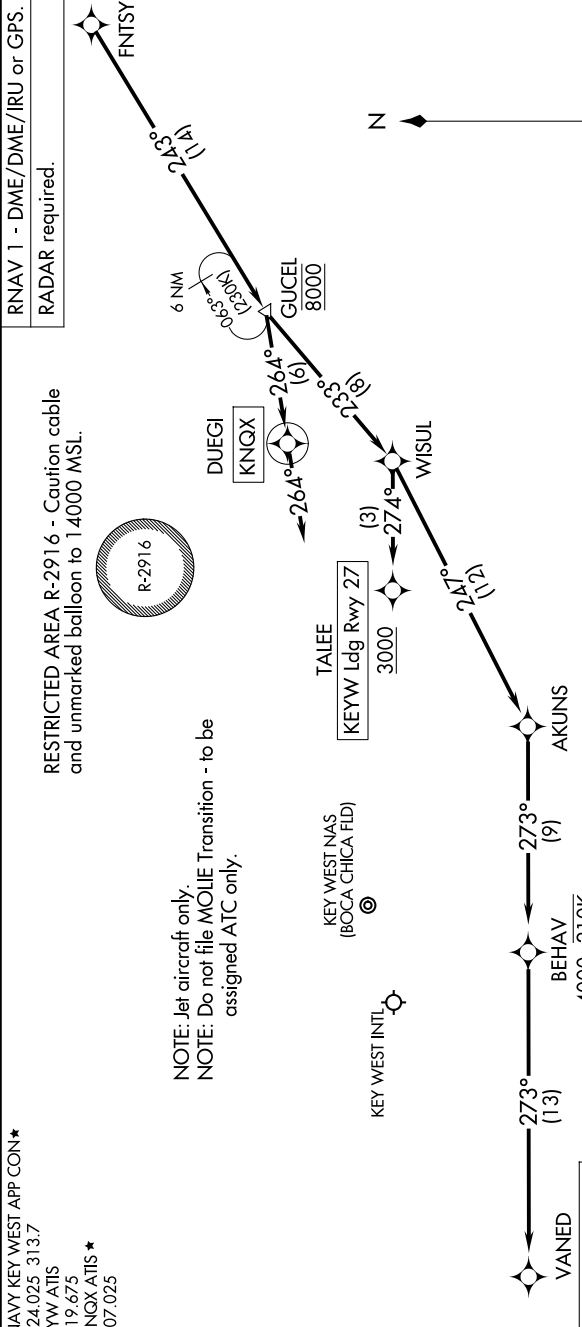 RNAV 1 - DME/DME/IRU or GPS.
RADAR required.
RESTRICTED AREA R-2916 - Caution cable
and unmarked balloon to 14000 MSL.
R-2916
NOTE: Jet aircraft only.
NOTE: Do not file MOLIE Transition - to be
assigned ATC only.
AVY KEY WEST APP CON★
24.025 313.7
YW ATIS
19.675
NQX ATIS ★
07.025
FNTSY
243°
(14)
6 NM
063°
(230K)
GUCEL
8000
264°
(6)
DUEGI
KNQX
264°
233°
(8)
WISUL
(3)
274°
TALEE
KEYW Ldg Rwy 27
3000
247°
(12)
AKUNS
273°
(9)
BEHAV
4000 210K
273°
(13)
VANED
KEY WEST NAS
(BOCA CHICA FLD)
KEY WEST INTL
N